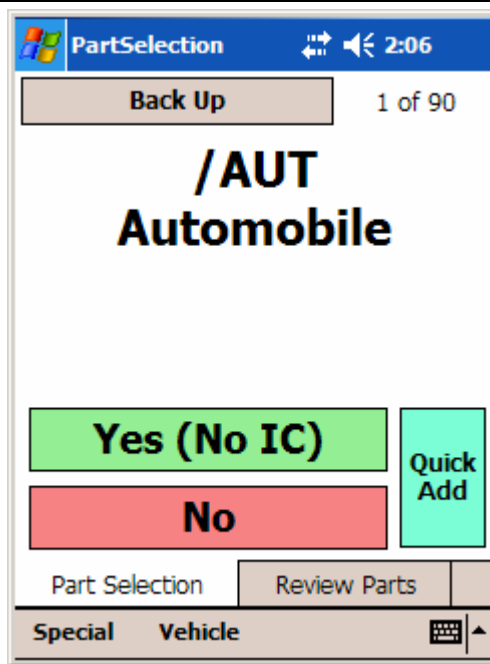 PartSelection 2:06
Back Up 1 of 90
/AUT
Automobile
Yes (No IC)
Quick
Add
No
Part Selection Review Parts
Special Vehicle